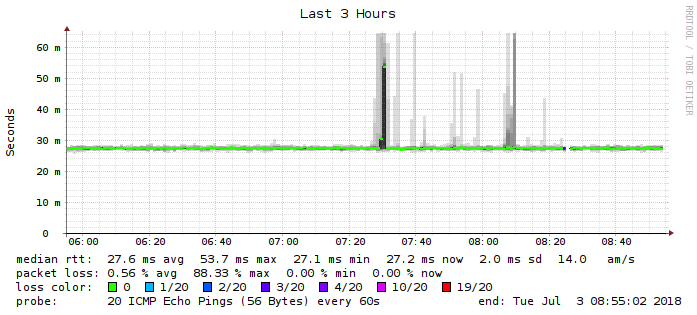 Last 3 Hours
RRDTOOL / TOBI OETIKER
Seconds
60 m
50 m
40 m
30 m
20 m
10 m
0
06:00 06:20 06:40 07:00 07:20 07:40 08:00 08:20 08:40
median rtt: 27.6 ms avg 53.7 ms max 27.1 ms min 27.2 ms now 2.0 ms sd 14.0 am/s
packet loss: 0.56 % avg 88.33 % max 0.00 % min 0.00 % now
loss color: 0 1/20 2/20 3/20 4/20 10/20 19/20
probe: 20 ICMP Echo Pings (56 Bytes) every 60s end: Tue Jul 3 08:55:02 2018